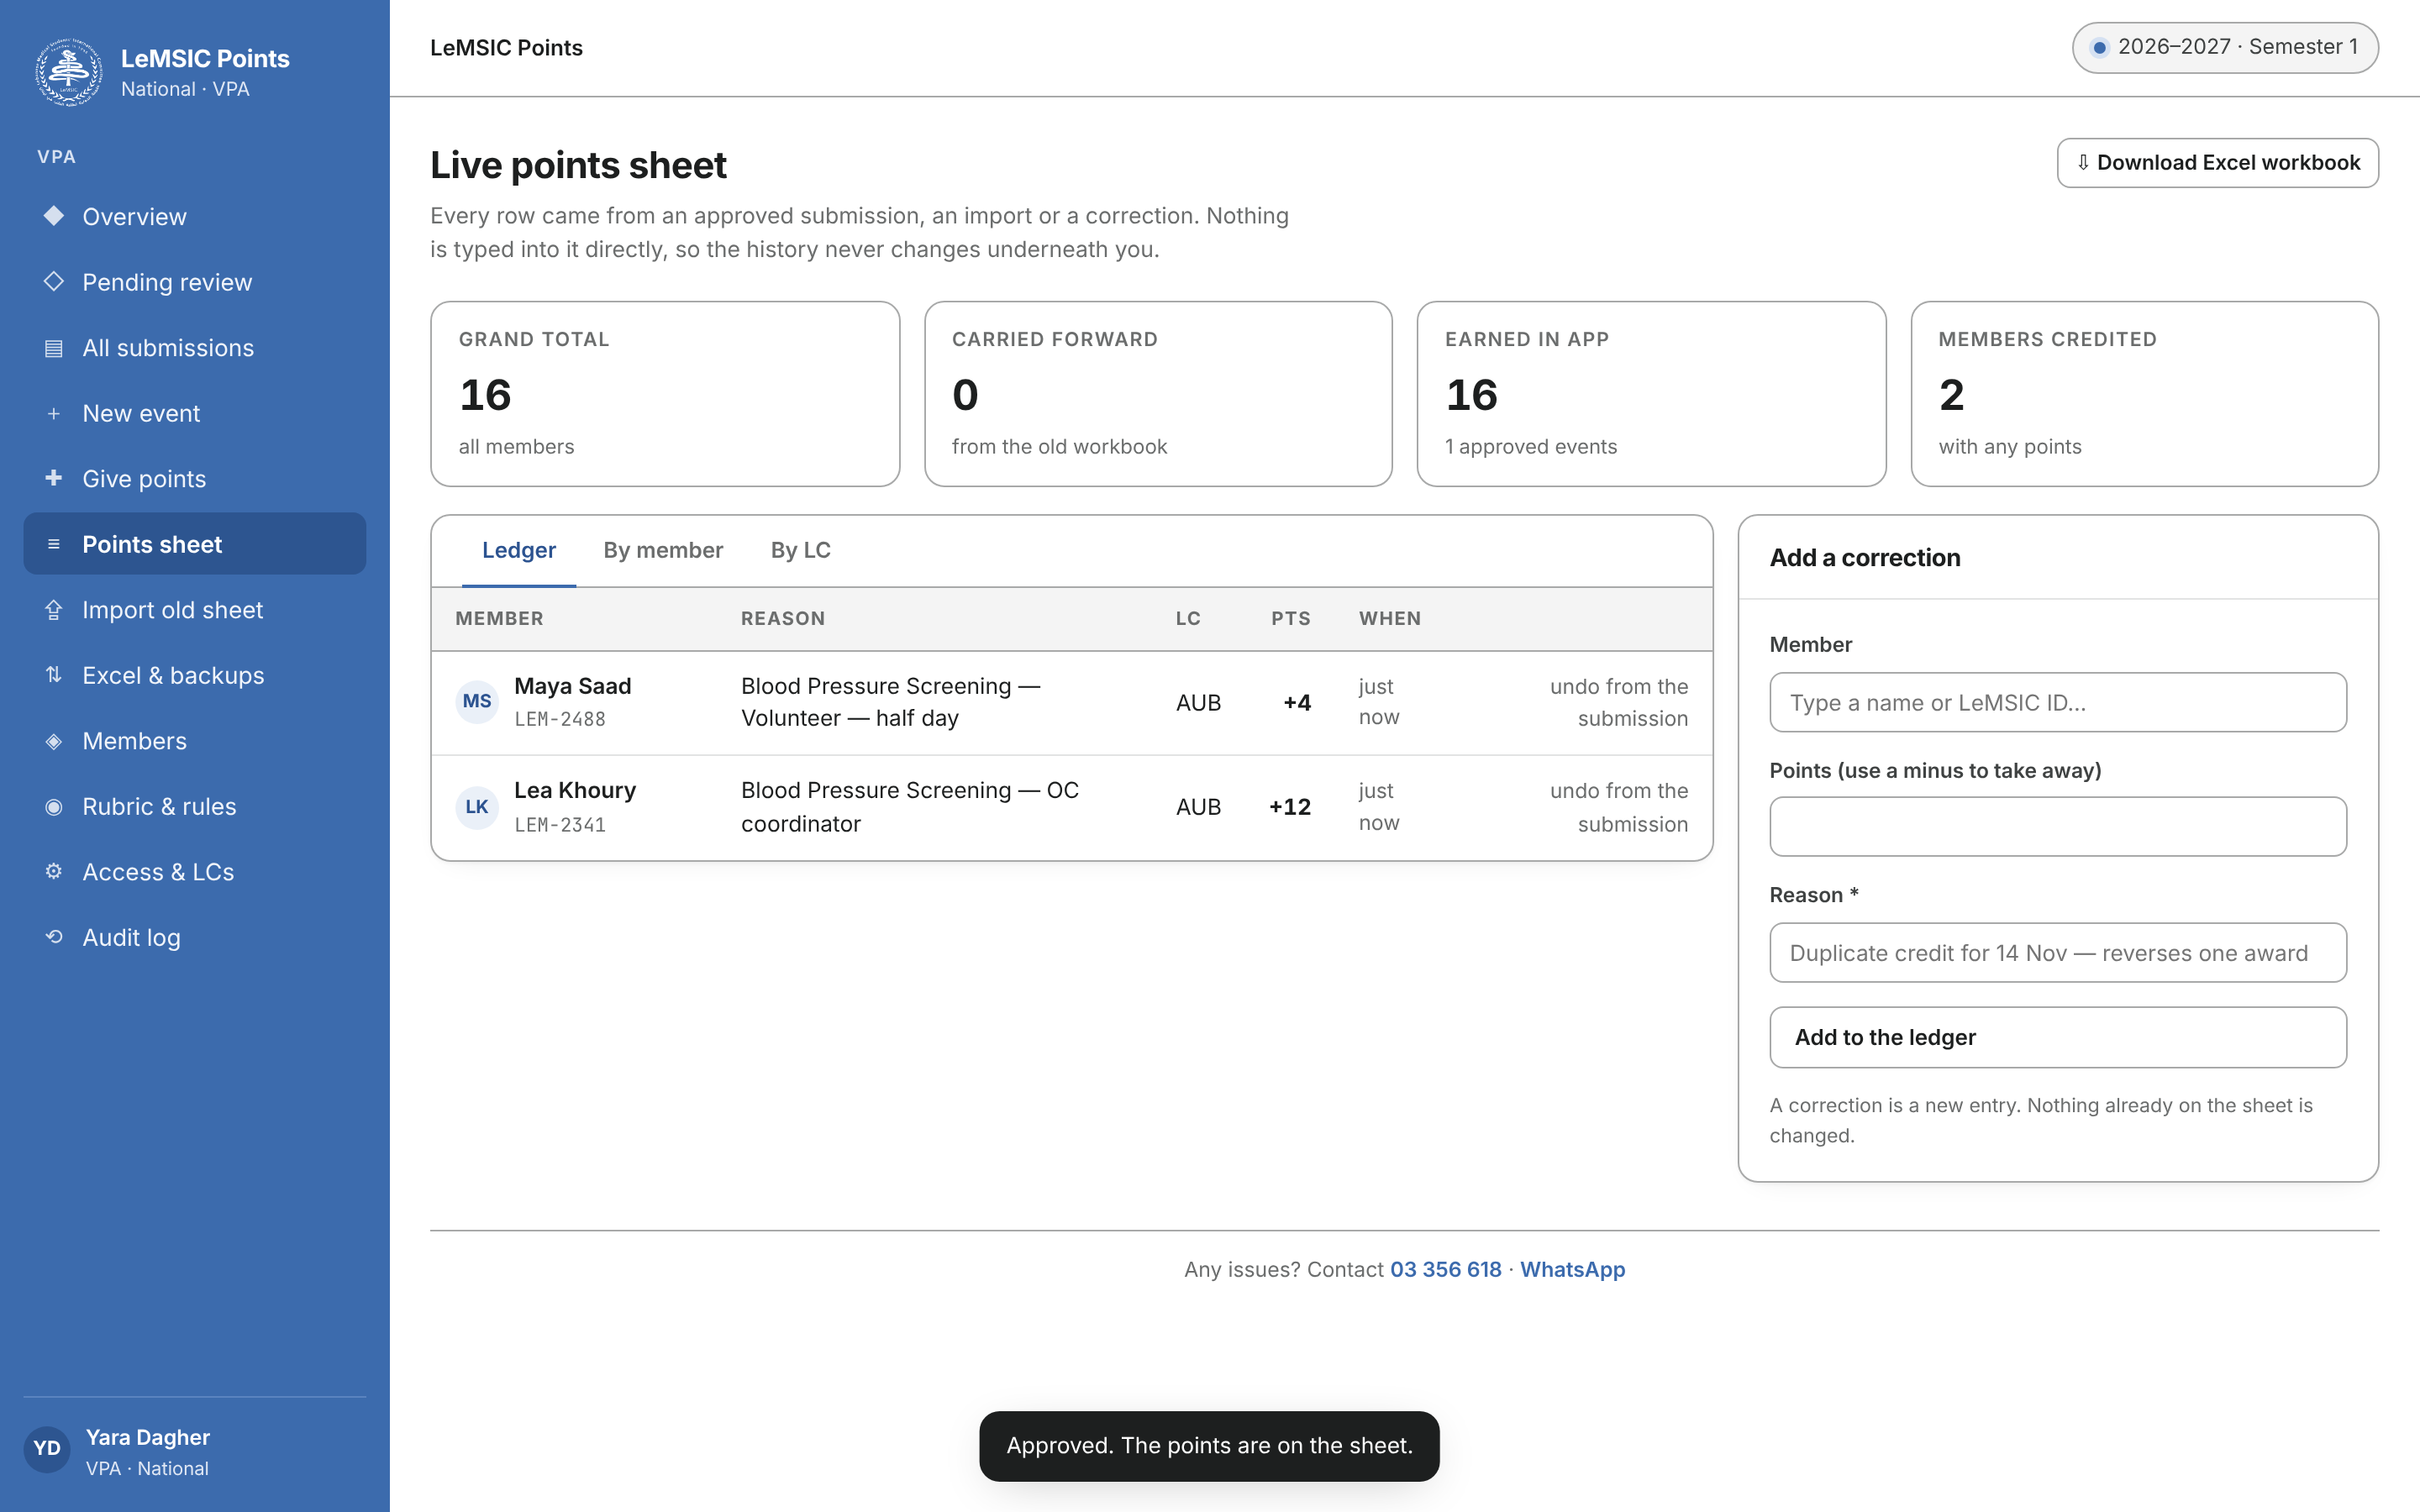 LeMSIC Points
National · VPA
VPA
Overview
Pending review
All submissions
New event
Give points
Points sheet
Import old sheet
Excel & backups
Members
Rubric & rules
Access & LCs
Audit log
YD
Yara Dagher
VPA · National
LeMSIC Points
2026–2027 · Semester 1
Live points sheet
Download Excel workbook
Every row came from an approved submission, an import or a correction. Nothing
is typed into it directly, so the history never changes underneath you.
GRAND TOTAL
16
all members
CARRIED FORWARD
0
from the old workbook
EARNED IN APP
16
1 approved events
MEMBERS CREDITED
2
with any points
Ledger By member By LC
MEMBER REASON LC PTS WHEN
MS Maya Saad
LEM-2488
Blood Pressure Screening —
Volunteer — half day
AUB
+4
just
now
undo from the
submission
LK Lea Khoury
LEM-2341
Blood Pressure Screening — OC
coordinator
AUB
+12
just
now
undo from the
submission
Add a correction
Member
Type a name or LeMSIC ID…
Points (use a minus to take away)
Reason *
Duplicate credit for 14 Nov — reverses one award
Add to the ledger
A correction is a new entry. Nothing already on the sheet is
changed.
Any issues? Contact 03 356 618 · WhatsApp
Approved. The points are on the sheet.